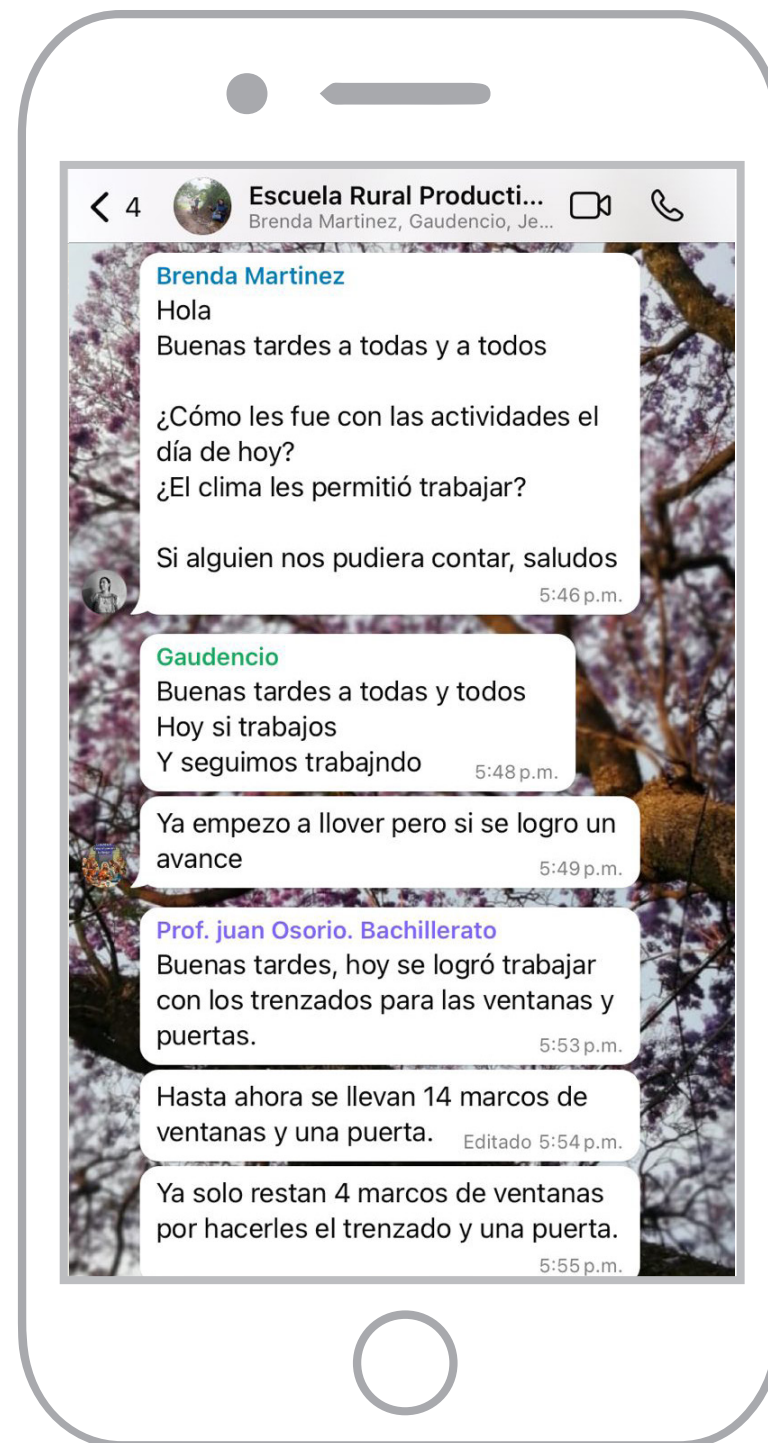 4
Escuela Rural Producti...
Brenda Martinez, Gaudencio, Je...
Brenda Martinez
Hola
Buenas tardes a todas y a todos
¿Cómo les fue con las actividades el
día de hoy?
¿El clima les permitió trabajar?
Si alguien nos pudiera contar, saludos
5:46 p.m.
Gaudencio
Buenas tardes a todas y todos
Hoy si trabajos
Y seguimos trabajndo
5:48 p.m.
Ya empezo a llover pero si se logro un
avance
5:49 p.m.
Prof. juan Osorio. Bachillerato
Buenas tardes, hoy se logró trabajar
con los trenzados para las ventanas y
puertas.
5:53 p.m.
Hasta ahora se llevan 14 marcos de
ventanas y una puerta.
Editado 5:54 p.m.
Ya solo restan 4 marcos de ventanas
por hacerles el trenzado y una puerta.
5:55 p.m.